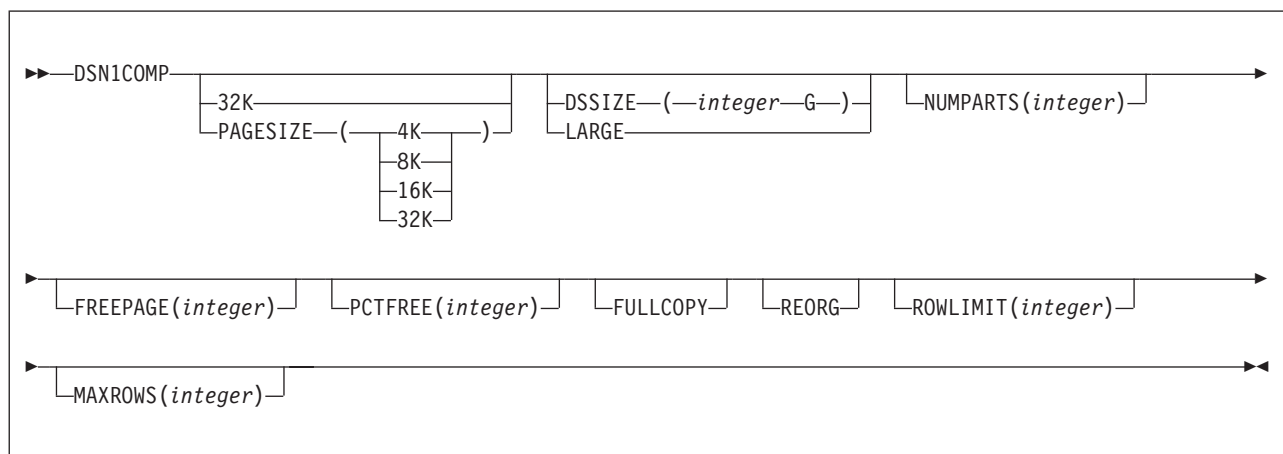 DSN1COMP
32K DSSIZE ( integer G ) NUMPARTS(integer)
PAGESIZE ( 4K ) LARGE
8K
16K
32K
FREEPAGE(integer) PCTFREE(integer) FULLCOPY REORG ROWLIMIT(integer)
MAXROWS(integer)